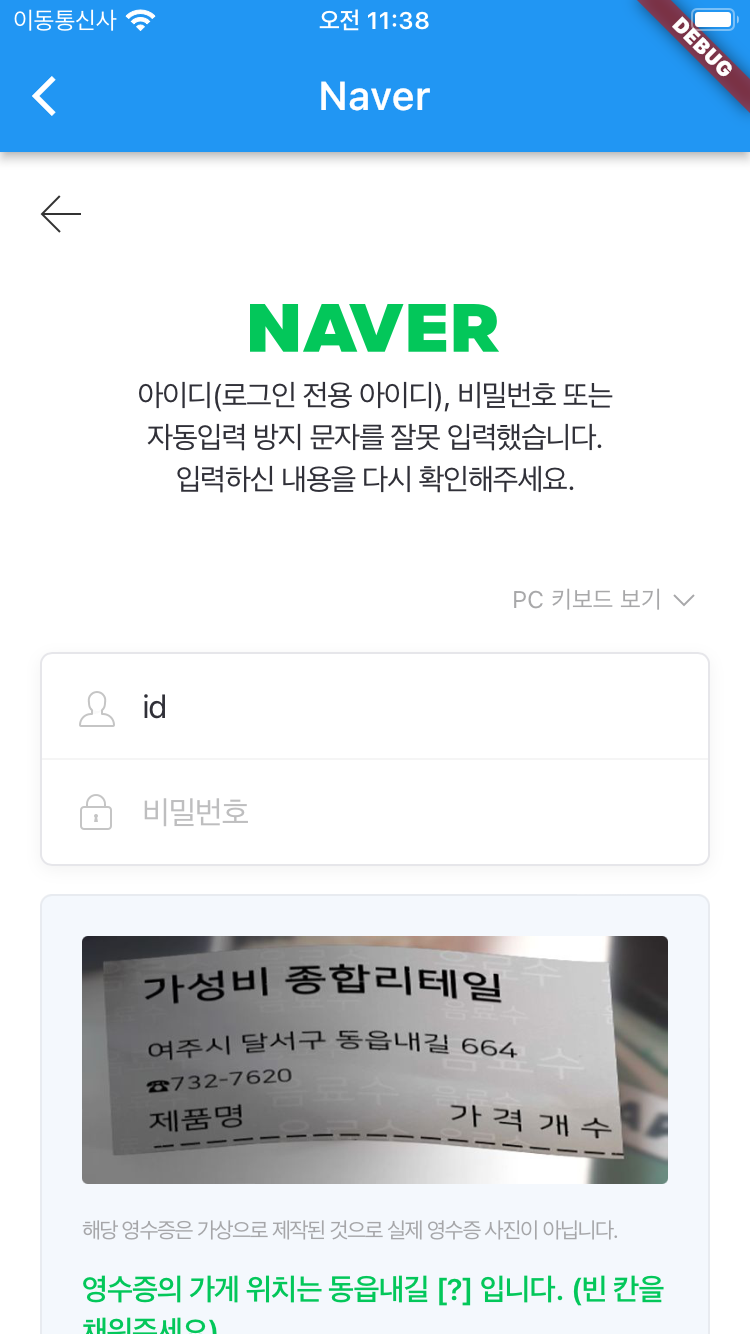 이동통신사
오전 11:38
DEBUG
Naver
NAVER
아이디(로그인 전용 아이디), 비밀번호 또는
자동입력 방지 문자를 잘못 입력했습니다.
입력하신 내용을 다시 확인해주세요.
PC 키보드 보기
id
비밀번호
가성비 종합리테일
여주시 달서구 동읍내길 664
☎732-7620
제품명 가격 개수
해당 영수증은 가상으로 제작된 것으로 실제 영수증 사진이 아닙니다.
영수증의 가게 위치는 동읍내길 [?] 입니다. (빈 칸을
채워주세요)